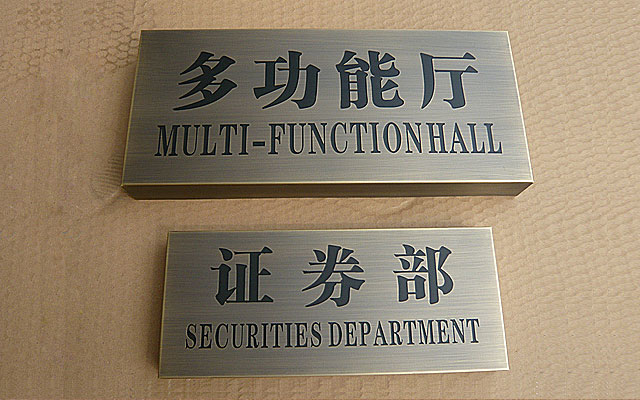 多功能厅
MULTI-FUNCTIONHALL
证券部
SECURITIES DEPARTMENT